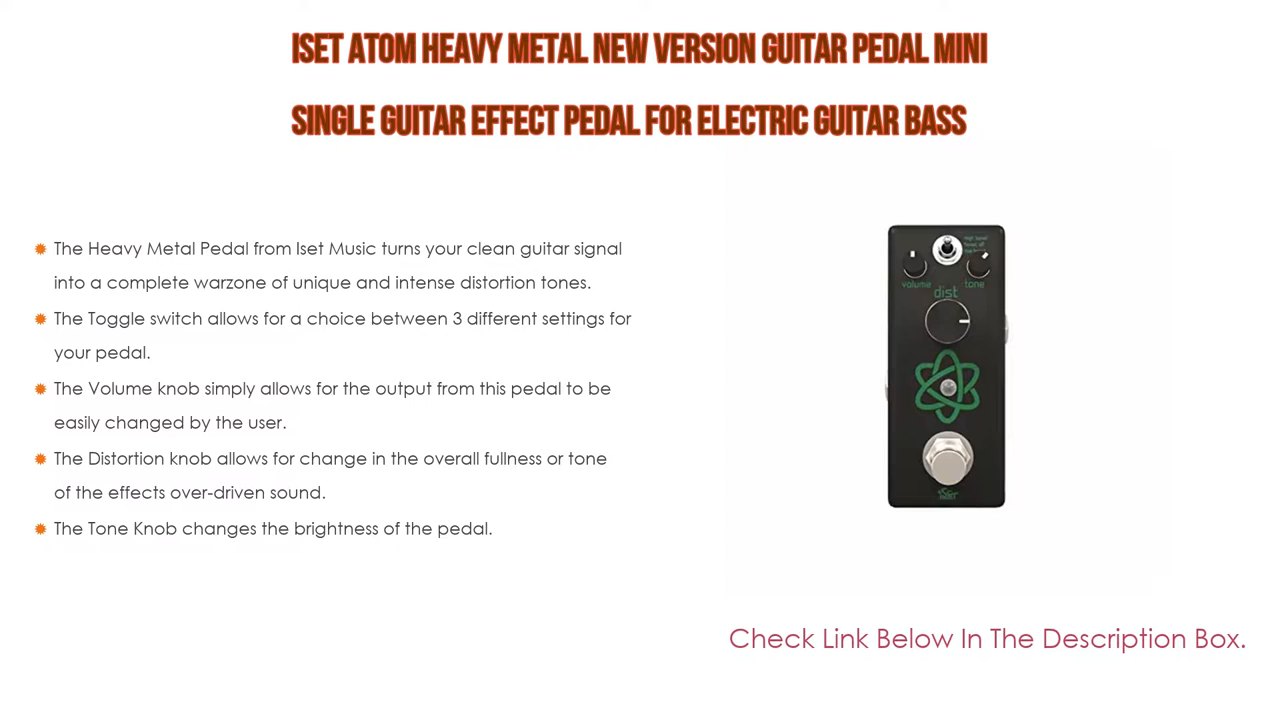 ISET ATOM HEAVY METAL NEW VERSION GUITAR PEDAL MINI
SINGLE GUITAR EFFECT PEDAL FOR ELECTRIC GUITAR BASS
The Heavy Metal Pedal from Iset Music turns your clean guitar signal
into a complete warzone of unique and intense distortion tones.
The Toggle switch allows for a choice between 3 different settings for
your pedal.
The Volume knob simply allows for the output from this pedal to be
easily changed by the user.
The Distortion knob allows for change in the overall fullness or tone
of the effects over-driven sound.
The Tone Knob changes the brightness of the pedal.
volume
tone
dist
Check Link Below In The Description Box.